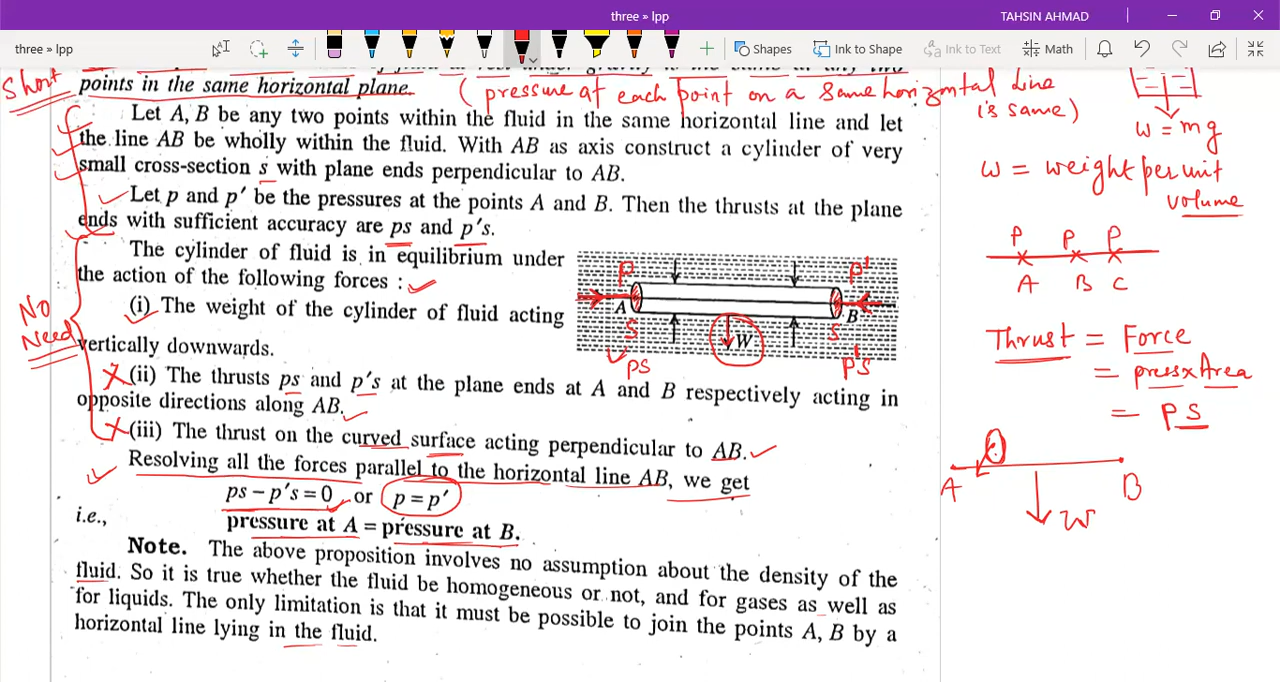 three » lpp
TAHSIN AHMAD
three » lpp
Shapes
Ink to Shape
Ink to Text
Math
Short
points in the same horizontal plane.
(pressure at each point on a same horizontal line
is same)
Let A, B be any two points within the fluid in the same horizontal line and let
the line AB be wholly within the fluid. With AB as axis construct a cylinder of very
small cross-section s with plane ends perpendicular to AB.
Let p and p′ be the pressures at the points A and B. Then the thrusts at the plane
ends with sufficient accuracy are ps and p′s.
The cylinder of fluid is in equilibrium under
the action of the following forces :
(i) The weight of the cylinder of fluid acting
vertically downwards.
P
P'
A
B
S
S
W
PS
P'S
No
Need
(ii) The thrusts ps and p′s at the plane ends at A and B respectively acting in
opposite directions along AB.
(iii) The thrust on the curved surface acting perpendicular to AB.
Resolving all the forces parallel to the horizontal line AB, we get
ps – p′s = 0 or p = p′
i.e.,
pressure at A = pressure at B.
Note. The above proposition involves no assumption about the density of the
fluid. So it is true whether the fluid be homogeneous or not, and for gases as well as
for liquids. The only limitation is that it must be possible to join the points A, B by a
horizontal line lying in the fluid.
w = mg
w = weight per unit
volume
P P P
A B C
Thrust = Force
= press x Area
= PS
A
B
w